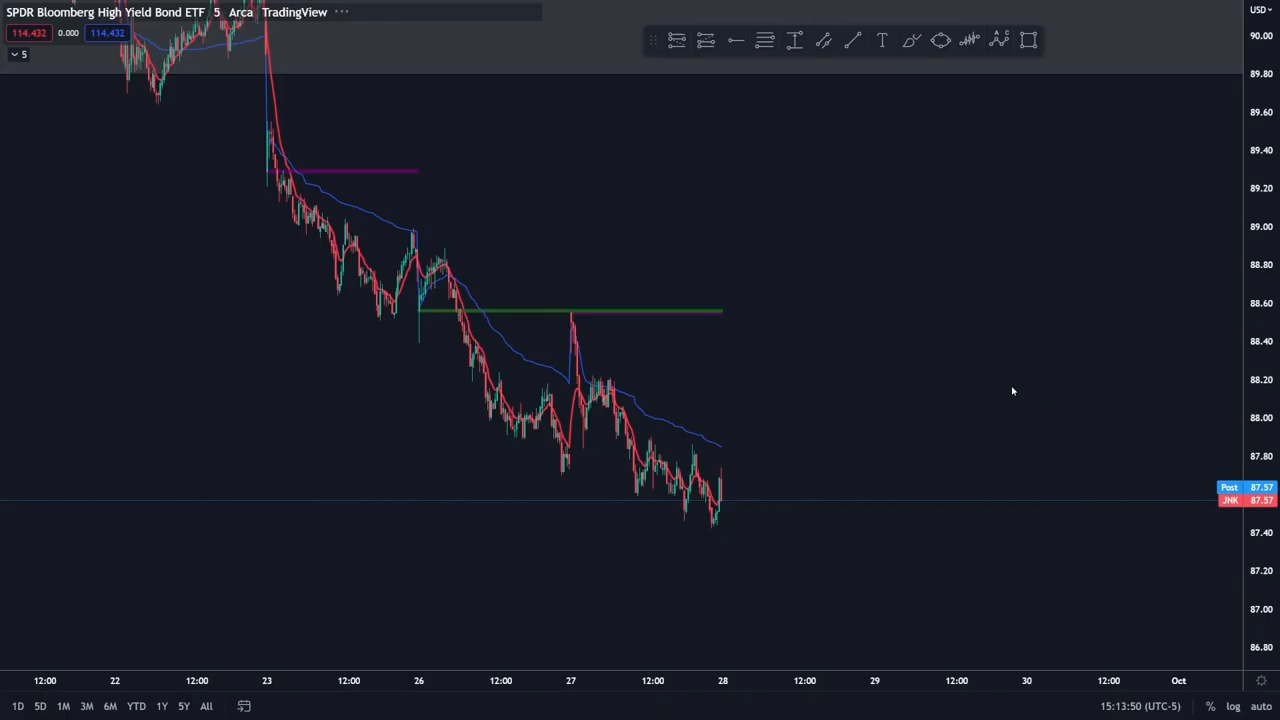 SPDR Bloomberg High Yield Bond ETF 5 Arca TradingView ···
114.432 0.000 114.432
5
USD
90.00
89.80
89.60
89.40
89.20
89.00
88.80
88.60
88.40
88.20
88.00
87.80
Post 87.57
JNK 87.57
87.40
87.20
87.00
86.80
12:00 22 12:00 23 12:00 26 12:00 27 12:00 28 12:00 29 12:00 30 12:00 Oct
1D 5D 1M 3M 6M YTD 1Y 5Y All 15:13:50 (UTC-5) % log auto